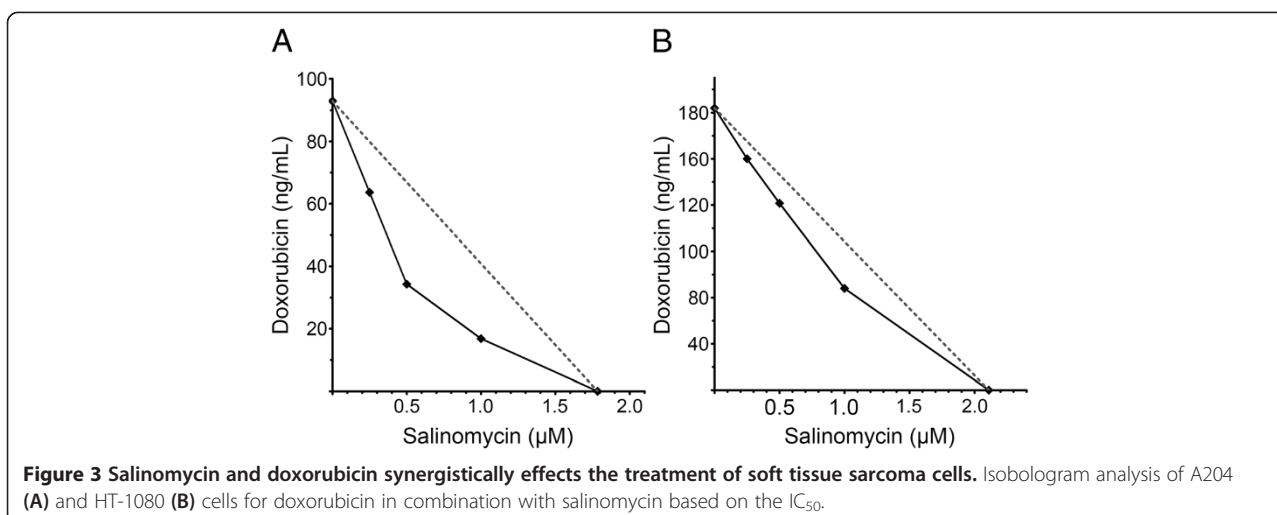 A
B
100
80
60
40
20
0.5 1.0 1.5 2.0
Doxorubicin (ng/mL)
Salinomycin (μM)
180
160
120
100
80
40
0.5 1.0 1.5 2.0
Doxorubicin (ng/mL)
Salinomycin (μM)
Figure 3 Salinomycin and doxorubicin synergistically effects the treatment of soft tissue sarcoma cells. Isobologram analysis of A204
(A) and HT-1080 (B) cells for doxorubicin in combination with salinomycin based on the IC₅₀.